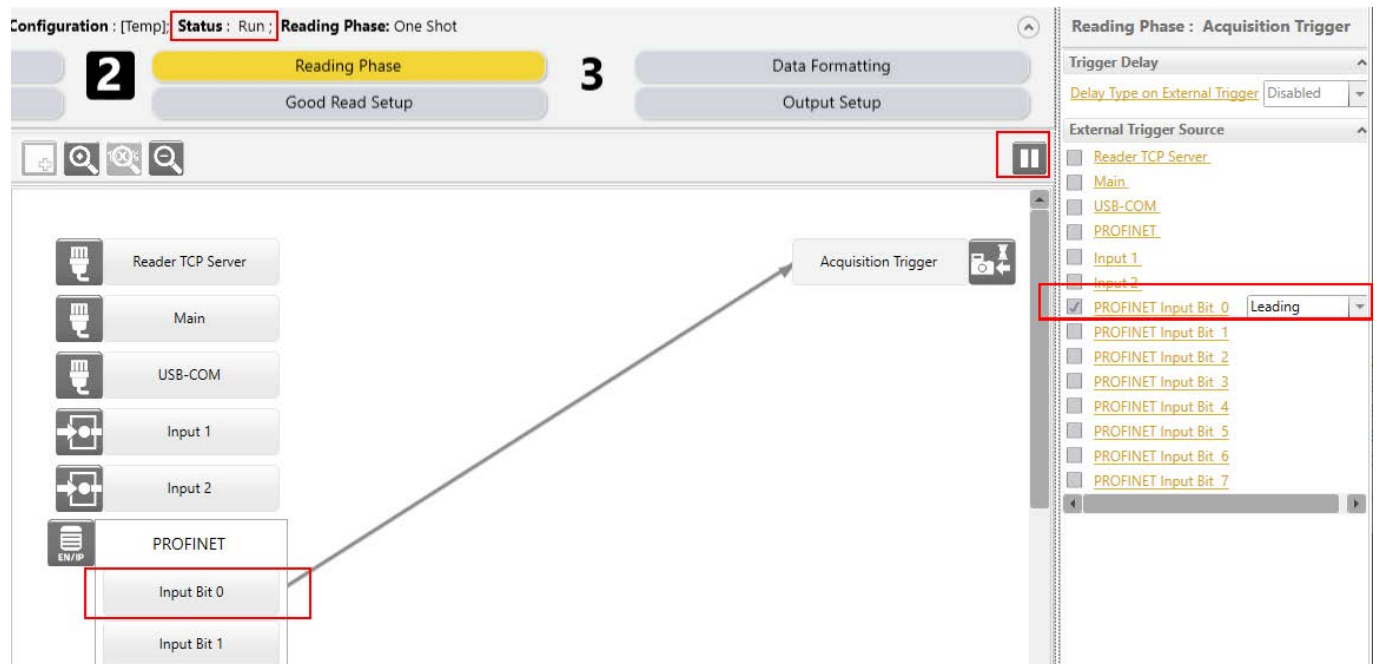 Configuration : [Temp]; Status : Run ; Reading Phase: One Shot
2
Reading Phase
Good Read Setup
3
Data Formatting
Output Setup
Reader TCP Server
Main
USB-COM
Input 1
Input 2
EN/IP
PROFINET
Input Bit 0
Input Bit 1
Acquisition Trigger
Reading Phase : Acquisition Trigger
Trigger Delay
Delay Type on External Trigger Disabled
External Trigger Source
Reader TCP Server
Main
USB-COM
PROFINET
Input 1
Input 2
PROFINET Input Bit 0 Leading
PROFINET Input Bit 1
PROFINET Input Bit 2
PROFINET Input Bit 3
PROFINET Input Bit 4
PROFINET Input Bit 5
PROFINET Input Bit 6
PROFINET Input Bit 7